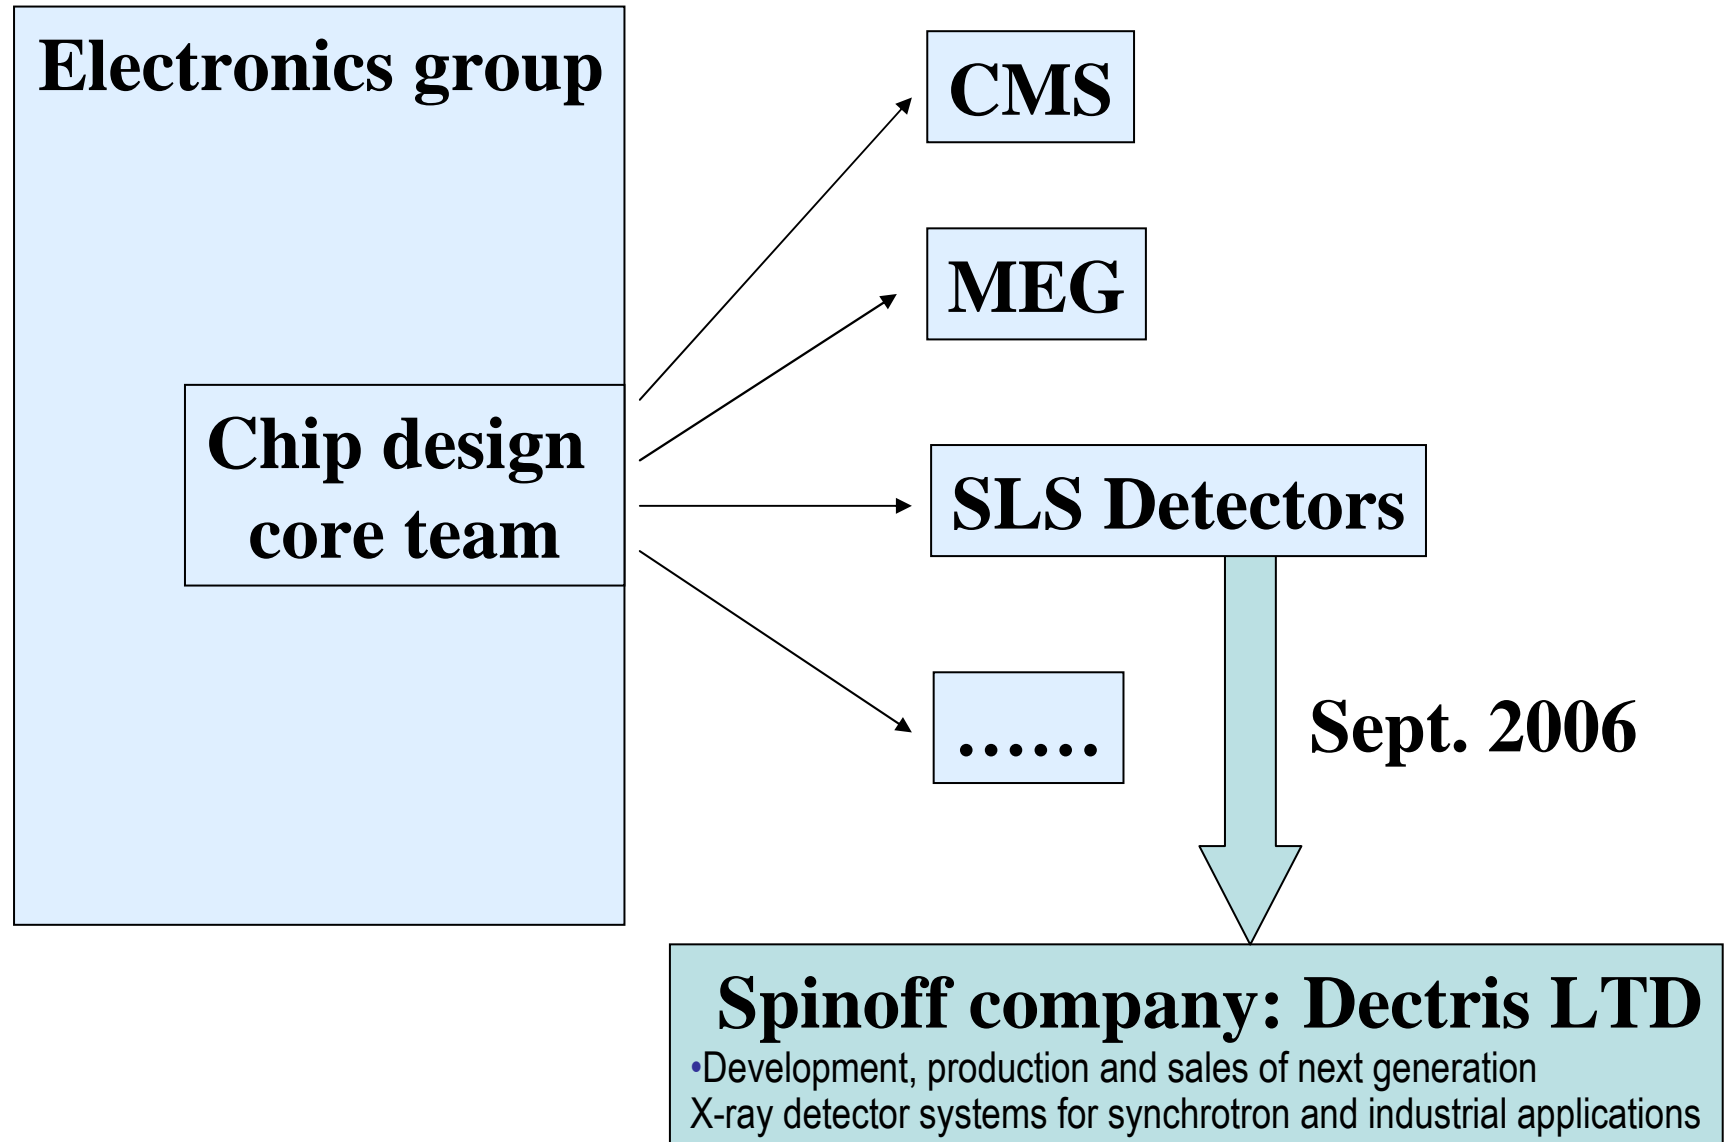 Electronics group
Chip design
core team
CMS
MEG
SLS Detectors
......
Sept. 2006
Spinoff company: Dectris LTD
•Development, production and sales of next generation
X-ray detector systems for synchrotron and industrial applications